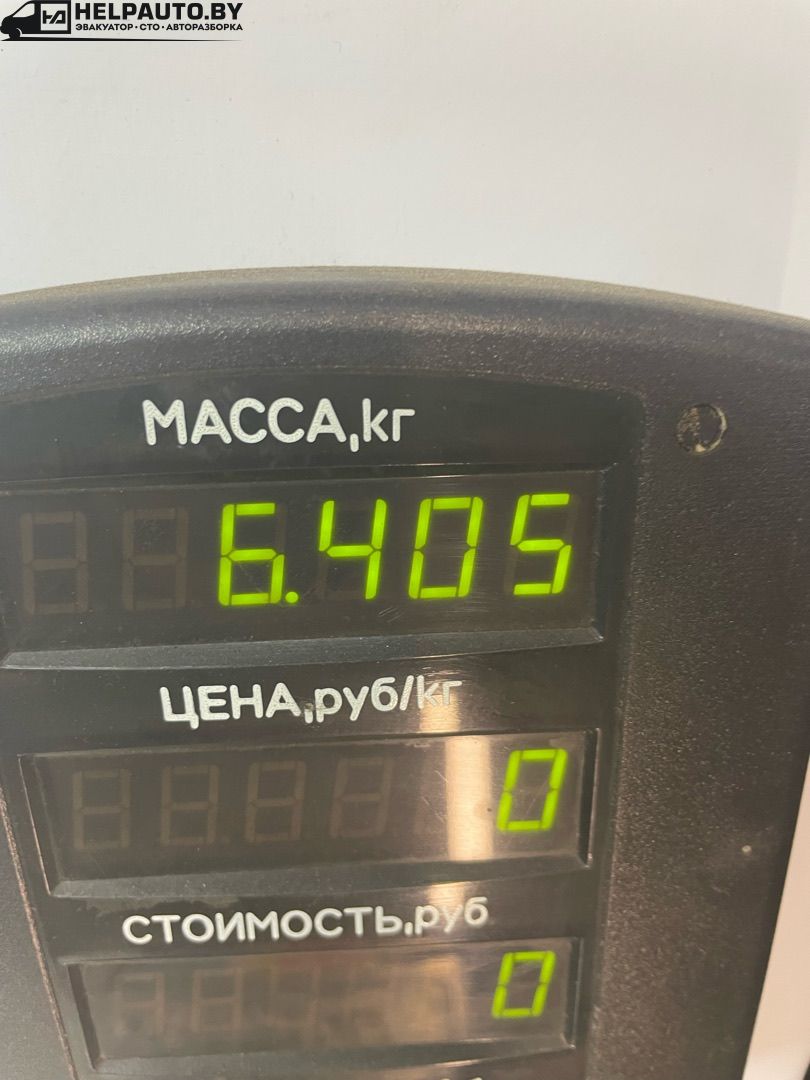 HELPAUTO.BY
ЭВАКУАТОР • СТО • АВТОРАЗБОРКА
МАССА,кг
6.405
ЦЕНА,руб/кг
0
СТОИМОСТЬ,руб
0